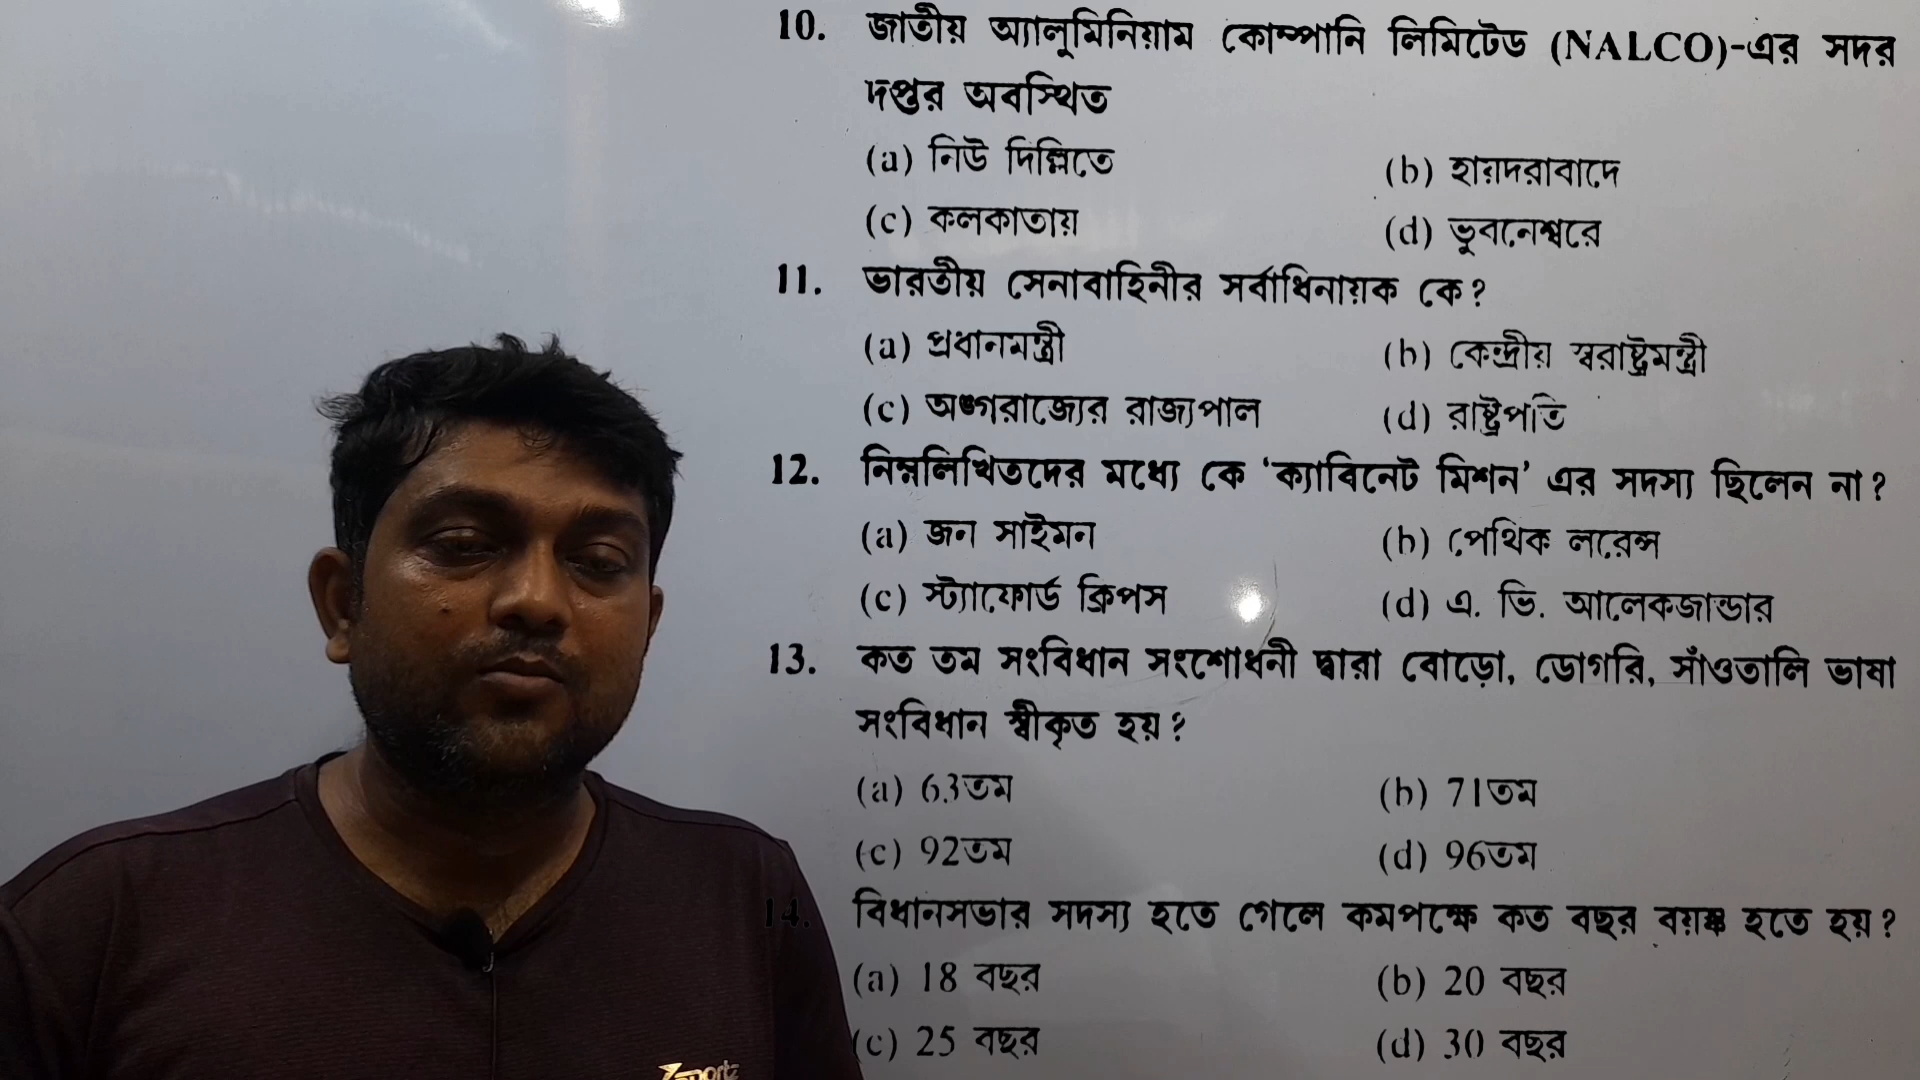 10. জাতীয় অ্যালুমিনিয়াম কোম্পানি লিমিটেড (NALCO)-এর সদর
দপ্তর অবস্থিত
(a) নিউ দিল্লিতে (b) হায়দরাবাদে
(c) কলকাতায় (d) ভুবনেশ্বরে
11. ভারতীয় সেনাবাহিনীর সর্বাধিনায়ক কে?
(a) প্রধানমন্ত্রী (b) কেন্দ্রীয় স্বরাষ্ট্রমন্ত্রী
(c) অঙ্গরাজ্যের রাজ্যপাল (d) রাষ্ট্রপতি
12. নিম্নলিখিতদের মধ্যে কে ‘ক্যাবিনেট মিশন’ এর সদস্য ছিলেন না?
(a) জন সাইমন (b) পেথিক লরেন্স
(c) স্ট্যাফোর্ড ক্রিপস (d) এ. ভি. আলেকজান্ডার
13. কত তম সংবিধান সংশোধনী দ্বারা বোড়ো, ডোগরি, সাঁওতালি ভাষা
সংবিধান স্বীকৃত হয়?
(a) 63তম (b) 71তম
(c) 92তম (d) 96তম
14. বিধানসভার সদস্য হতে গেলে কমপক্ষে কত বছর বয়স্ক হতে হয়?
(a) 18 বছর (b) 20 বছর
(c) 25 বছর (d) 30 বছর